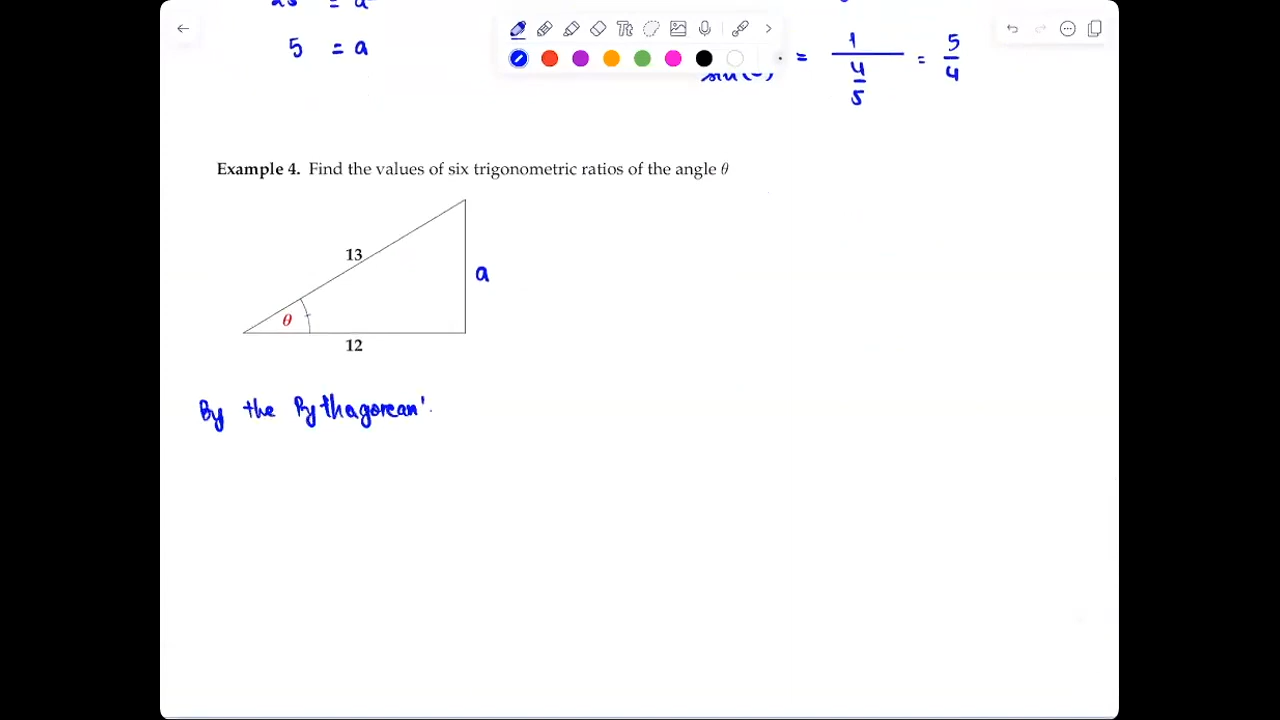 5 = a
1
4
5
= 5
4
=
Example 4. Find the values of six trigonometric ratios of the angle θ
13
a
θ
12
By the Pythagorean'